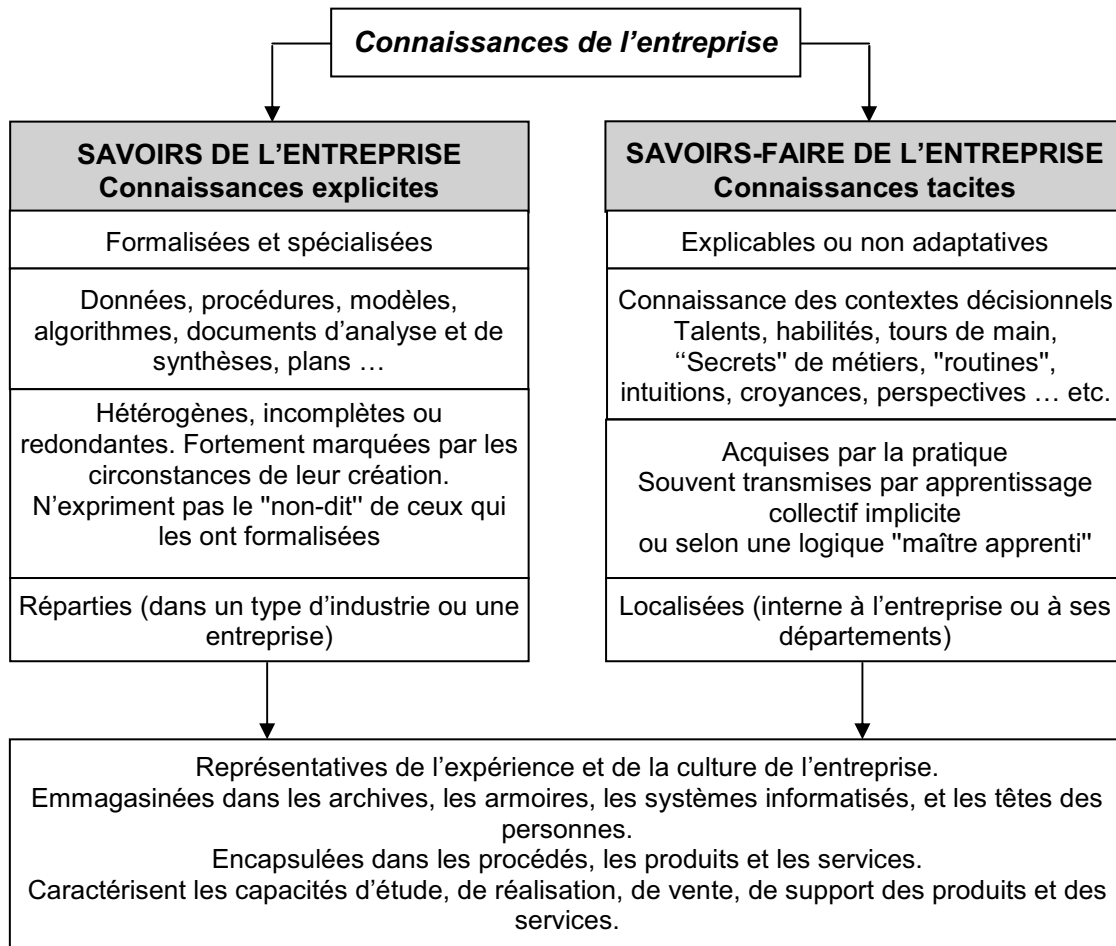 Connaissances de l'entreprise
SAVOIRS DE L'ENTREPRISE
Connaissances explicites
Formalisées et spécialisées
Données, procédures, modèles,
algorithmes, documents d'analyse et de
synthèses, plans …
Hétérogènes, incomplètes ou
redondantes. Fortement marquées par les
circonstances de leur création.
N'expriment pas le "non-dit" de ceux qui
les ont formalisées
Réparties (dans un type d'industrie ou une
entreprise)
SAVOIRS-FAIRE DE L'ENTREPRISE
Connaissances tacites
Explicables ou non adaptatives
Connaissance des contextes décisionnels
Talents, habilités, tours de main,
‘‘Secrets" de métiers, "routines",
intuitions, croyances, perspectives … etc.
Acquises par la pratique
Souvent transmises par apprentissage
collectif implicite
ou selon une logique "maître apprenti"
Localisées (interne à l'entreprise ou à ses
départements)
Représentatives de l'expérience et de la culture de l'entreprise.
Emmagasinées dans les archives, les armoires, les systèmes informatisés, et les têtes des
personnes.
Encapsulées dans les procédés, les produits et les services.
Caractérisent les capacités d'étude, de réalisation, de vente, de support des produits et des
services.